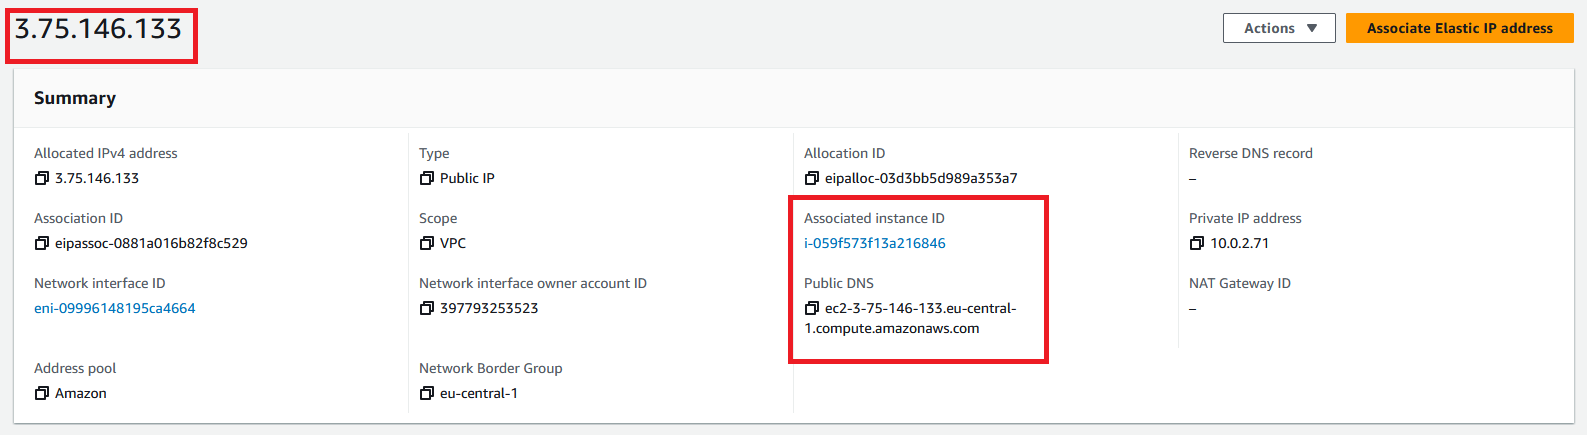 3.75.146.133
Actions
Associate Elastic IP address
Summary
Allocated IPv4 address
3.75.146.133
Type
Public IP
Allocation ID
eipalloc-03d3bb5d989a353a7
Reverse DNS record
–
Association ID
eipassoc-0881a016b82f8c529
Scope
VPC
Associated instance ID
i-059f573f13a216846
Private IP address
10.0.2.71
Network interface ID
eni-09996148195ca4664
Network interface owner account ID
397793253523
Public DNS
ec2-3-75-146-133.eu-central-
1.compute.amazonaws.com
NAT Gateway ID
–
Address pool
Amazon
Network Border Group
eu-central-1